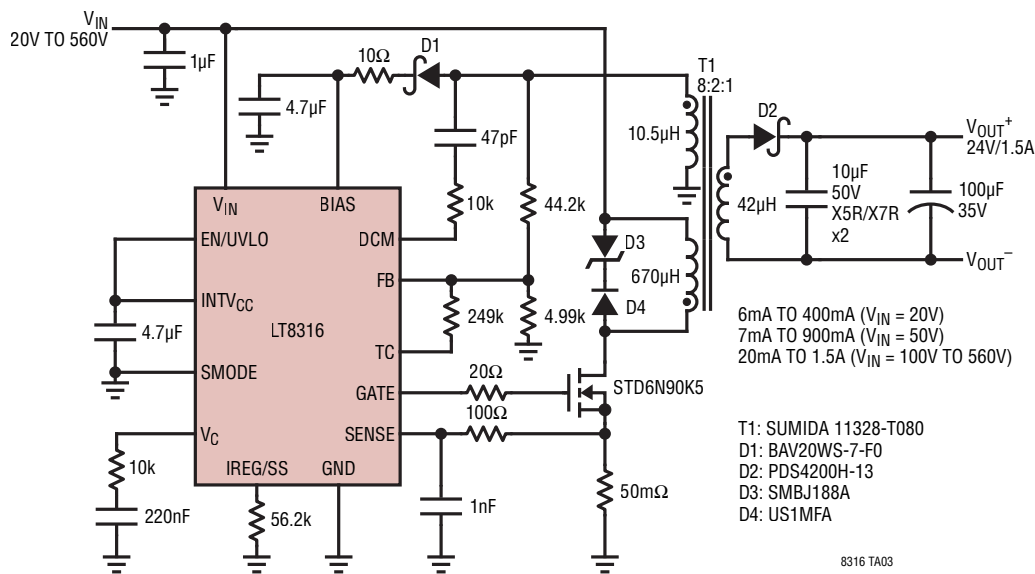 VIN
20V TO 560V
1µF
4.7µF
10Ω
D1
47pF
10k
44.2k
T1
8:2:1
10.5µH
D2
VOUT+
24V/1.5A
10µF
50V
X5R/X7R
x2
100µF
35V
42µH
VOUT–
VIN
BIAS
EN/UVLO
DCM
FB
INTVCC
4.7µF
LT8316
249k
4.99k
TC
SMODE
D3
670µH
D4
GATE
20Ω
STD6N90K5
VC
SENSE
100Ω
IREG/SS
GND
10k
220nF
56.2k
1nF
50mΩ
6mA TO 400mA (VIN = 20V)
7mA TO 900mA (VIN = 50V)
20mA TO 1.5A (VIN = 100V TO 560V)
T1: SUMIDA 11328-T080
D1: BAV20WS-7-F0
D2: PDS4200H-13
D3: SMBJ188A
D4: US1MFA
8316 TA03